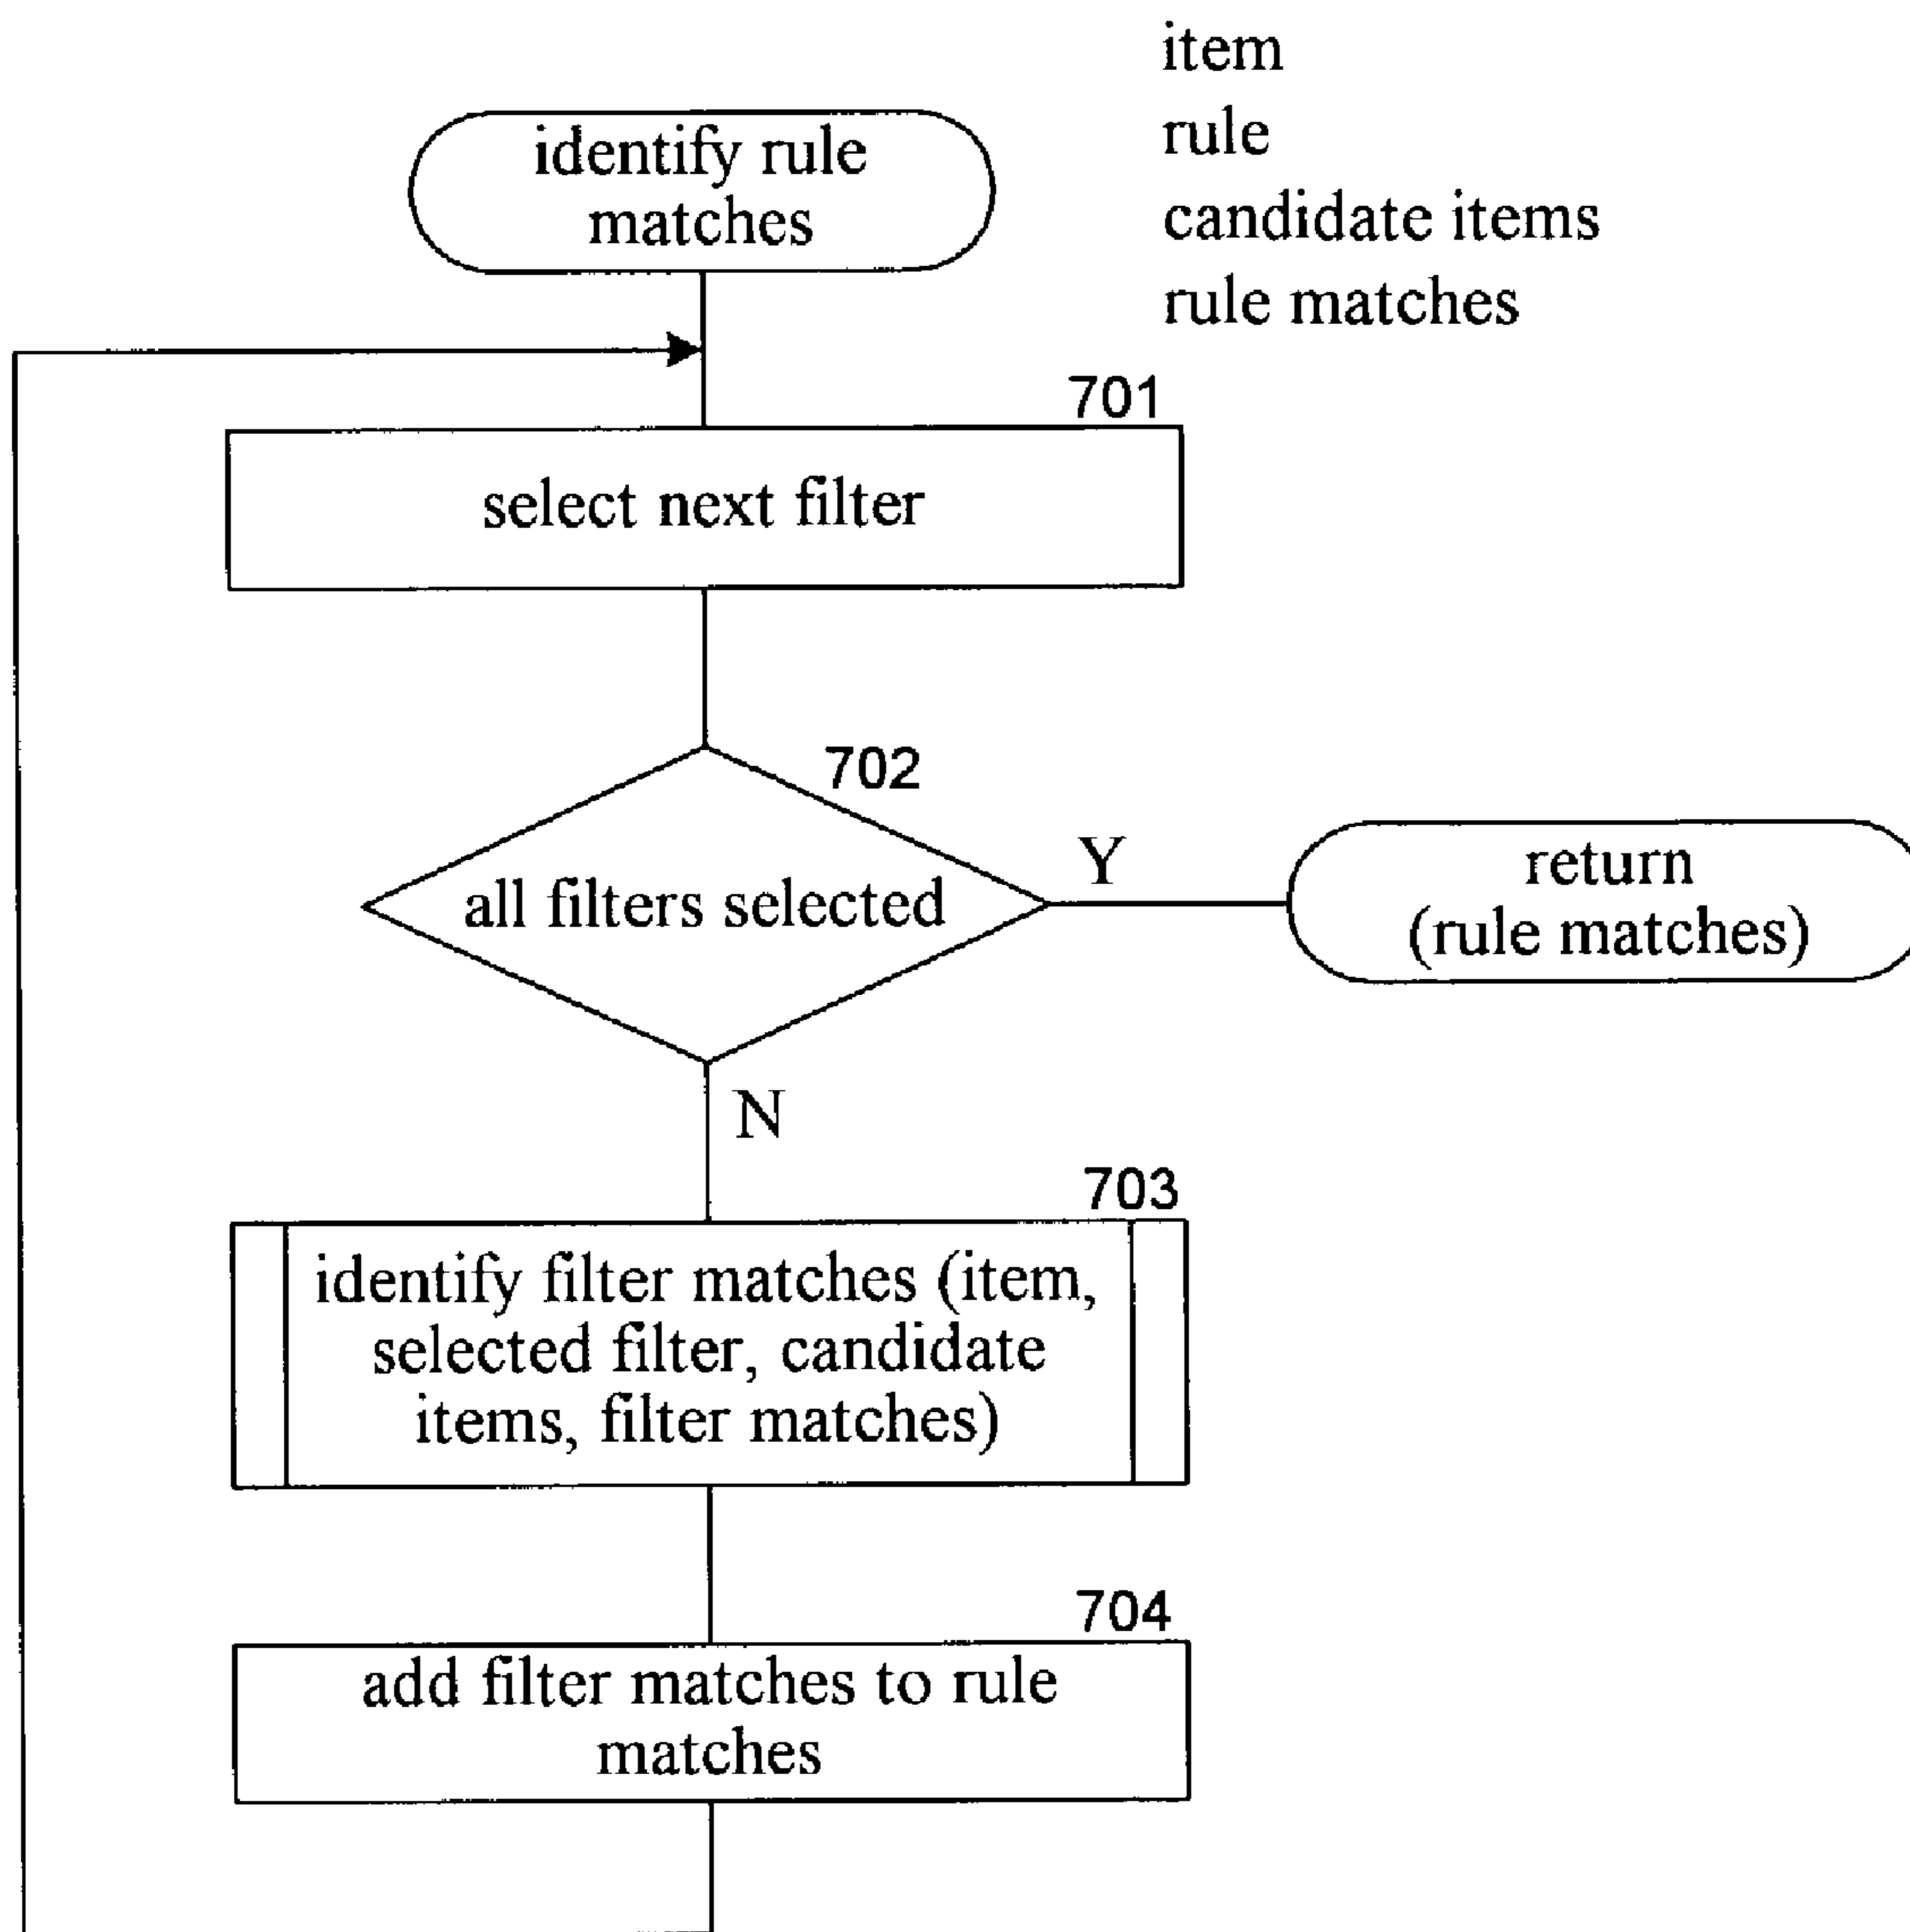 item
rule
candidate items
rule matches
identify rule
matches
701
select next filter
702
all filters selected
Y
return
(rule matches)
N
703
identify filter matches (item,
selected filter, candidate
items, filter matches)
704
add filter matches to rule
matches